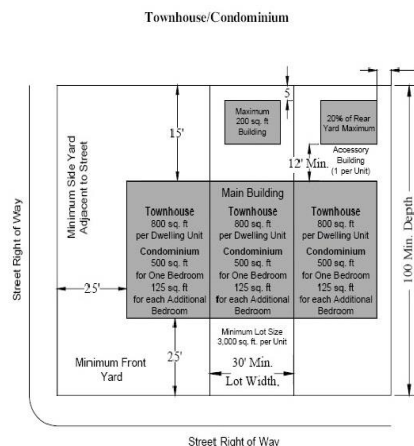 Townhouse/Condominium
5
Maximum
200 sq. ft
Building
20% of Rear
Yard Maximum
15'
12' Min.
Accessory
Building
(1 per Unit)
Minimum Side Yard
Adjacent to Street
Street Right of Way
100 Min. Depth
Main Building
Townhouse
800 sq. ft
per Dwelling Unit
Condominium
500 sq. ft
for One Bedroom
125 sq. ft
for each Additional
Bedroom
Townhouse
800 sq. ft
per Dwelling Unit
Condominium
500 sq. ft
for One Bedroom
125 sq. ft
for each Additional
Bedroom
Townhouse
800 sq. ft
per Dwelling Unit
Condominium
500 sq. ft
for One Bedroom
125 sq. ft
for each Additional
Bedroom
25'
25'
Minimum Lot Size
3,000 sq. ft. per Unit
Minimum Front
Yard
30' Min.
Lot Width.
Street Right of Way